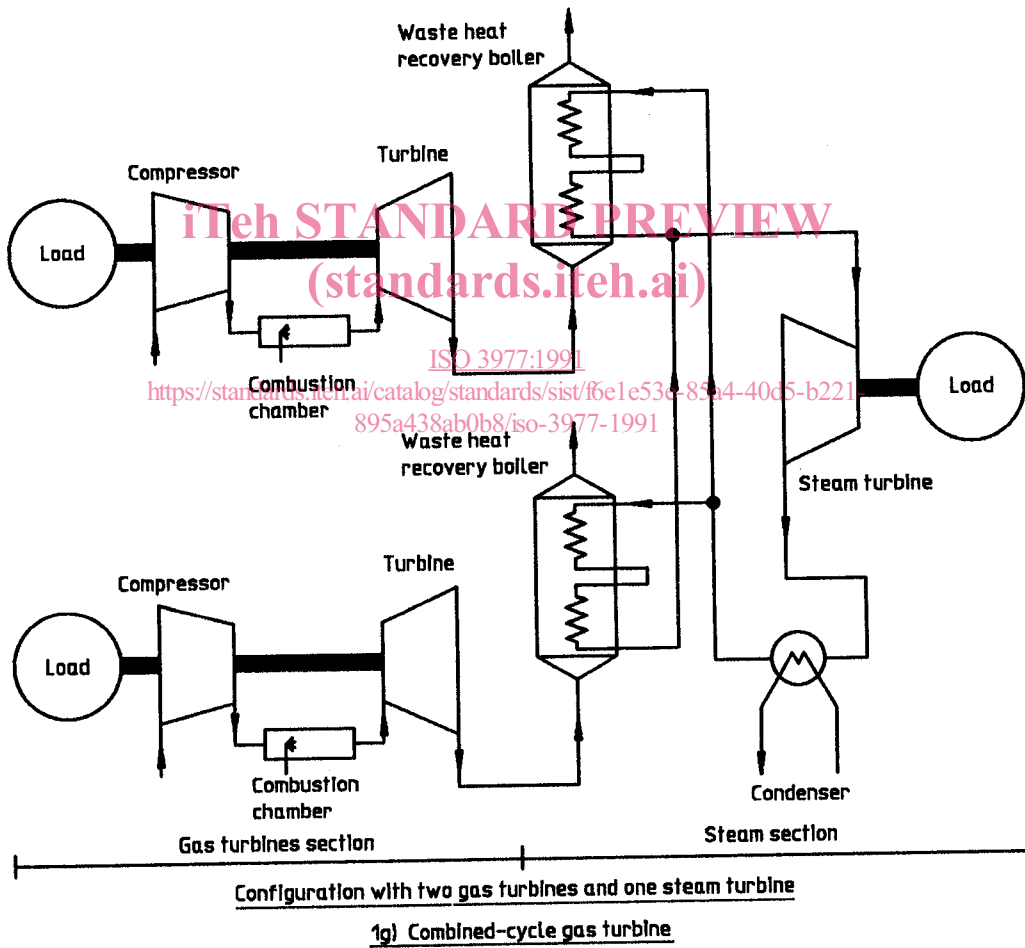 Waste heat
recovery boiler
Turbine
Compressor
Load
iTeh STANDARD PREVIEW
(standards.iteh.ai)
Combustion
chamber
ISO 3977:1991
https://standards.iteh.ai/catalog/standards/sist/f6e1e53c-85a4-40d5-b221-
895a438ab0b8/iso-3977-1991
Load
Steam turbine
Waste heat
recovery boiler
Turbine
Compressor
Load
Combustion
chamber
Condenser
Gas turbines section
Steam section
Configuration with two gas turbines and one steam turbine
1g) Combined-cycle gas turbine